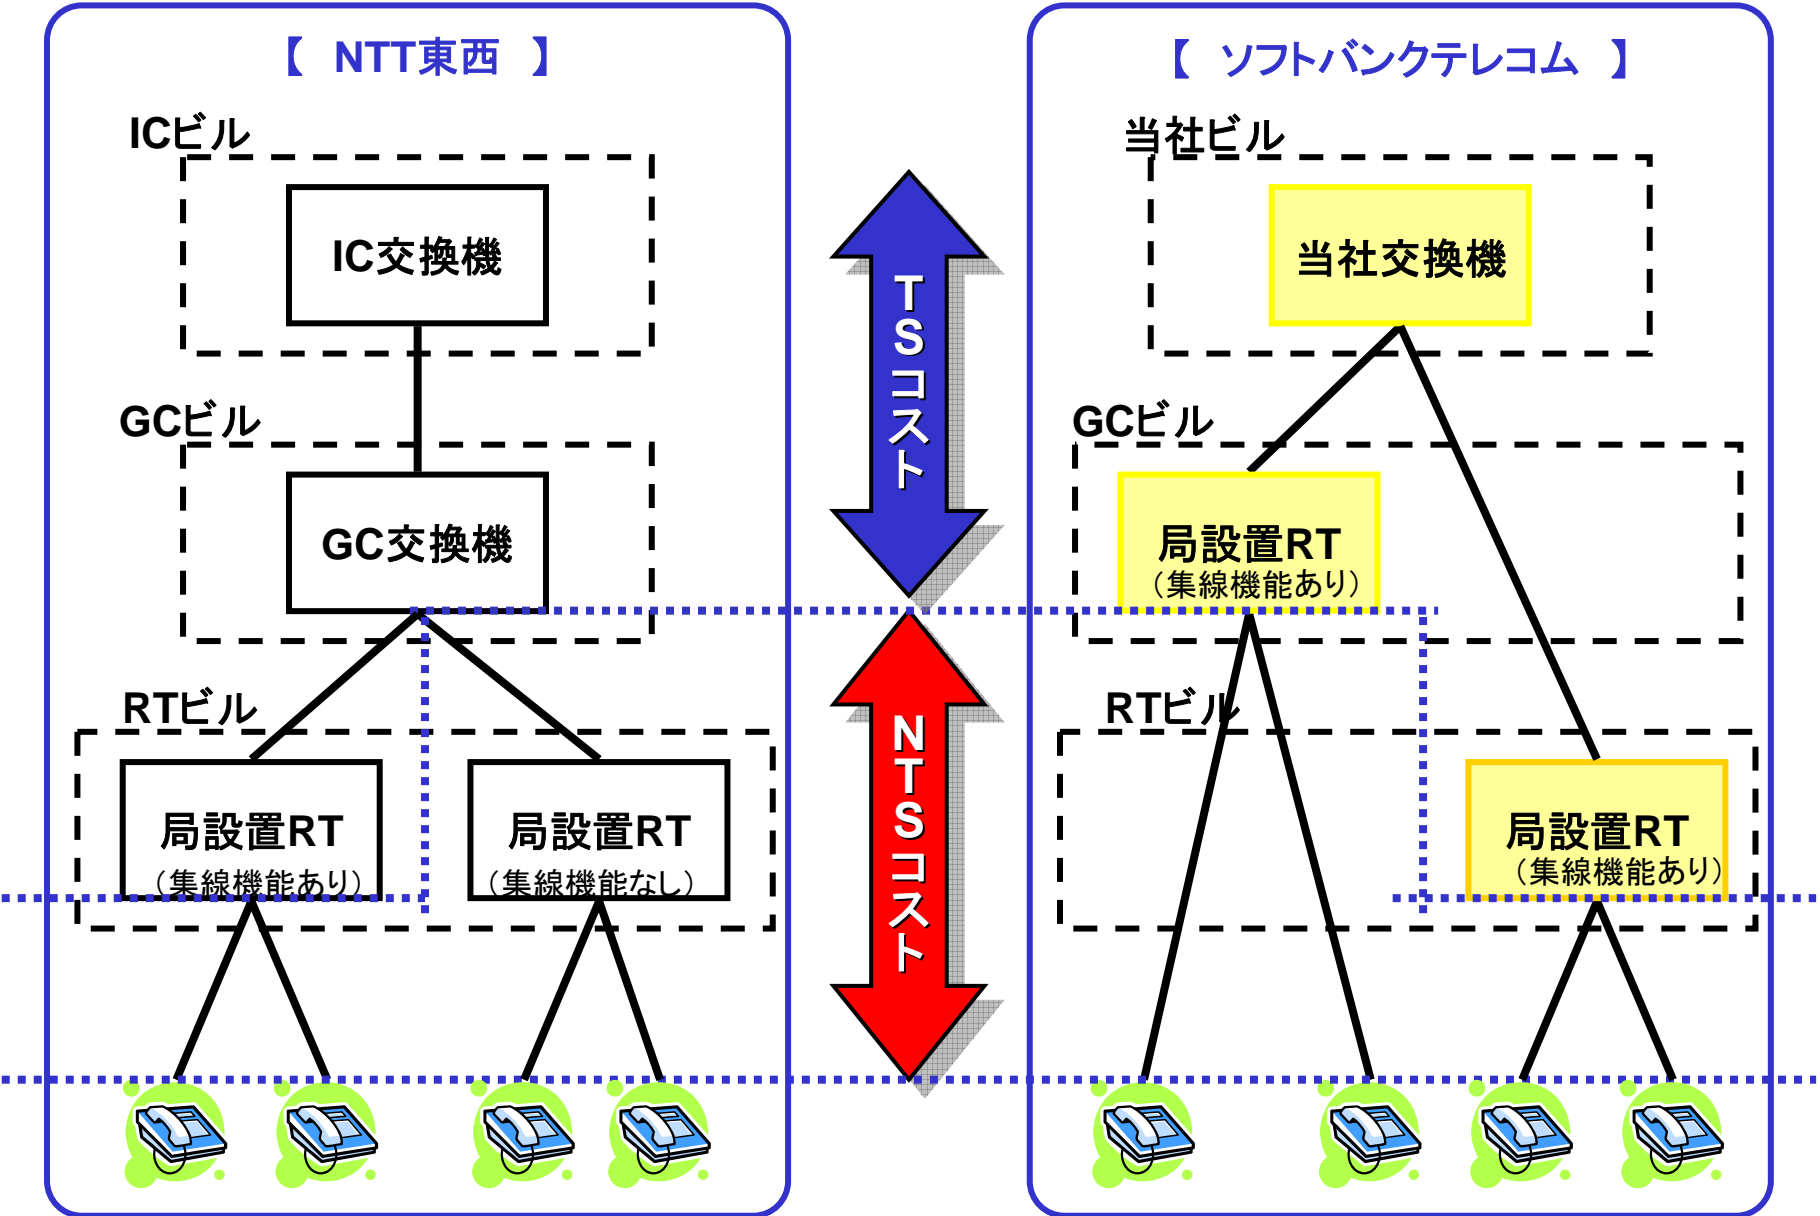 【 NTT東西 】
ICビル
IC交換機
GCビル
GC交換機
RTビル
局設置RT
（集線機能あり）
局設置RT
（集線機能なし）
TSコスト
NTSコスト
【 ソフトバンクテレコム 】
当社ビル
当社交換機
GCビル
局設置RT
（集線機能あり）
RTビル
局設置RT
（集線機能あり）